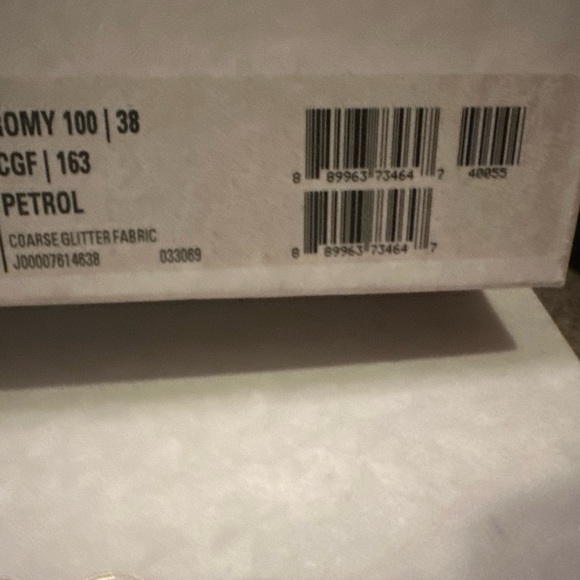 ROMY 100 | 38
CGF | 163
PETROL
COARSE GLITTER FABRIC
J00007614638 033069
8 89963 73464 7
40055
8 89963 73464 7